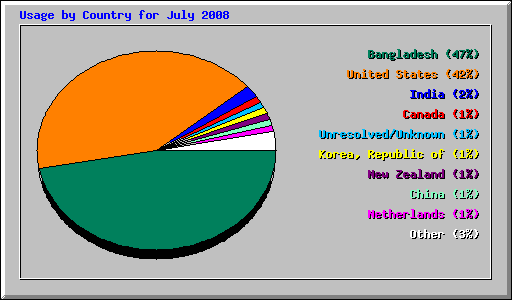 Usage by Country for July 2008
Bangladesh (47%)
United States (42%)
India (2%)
Canada (1%)
Unresolved/Unknown (1%)
Korea, Republic of (1%)
New Zealand (1%)
China (1%)
Netherlands (1%)
Other (3%)